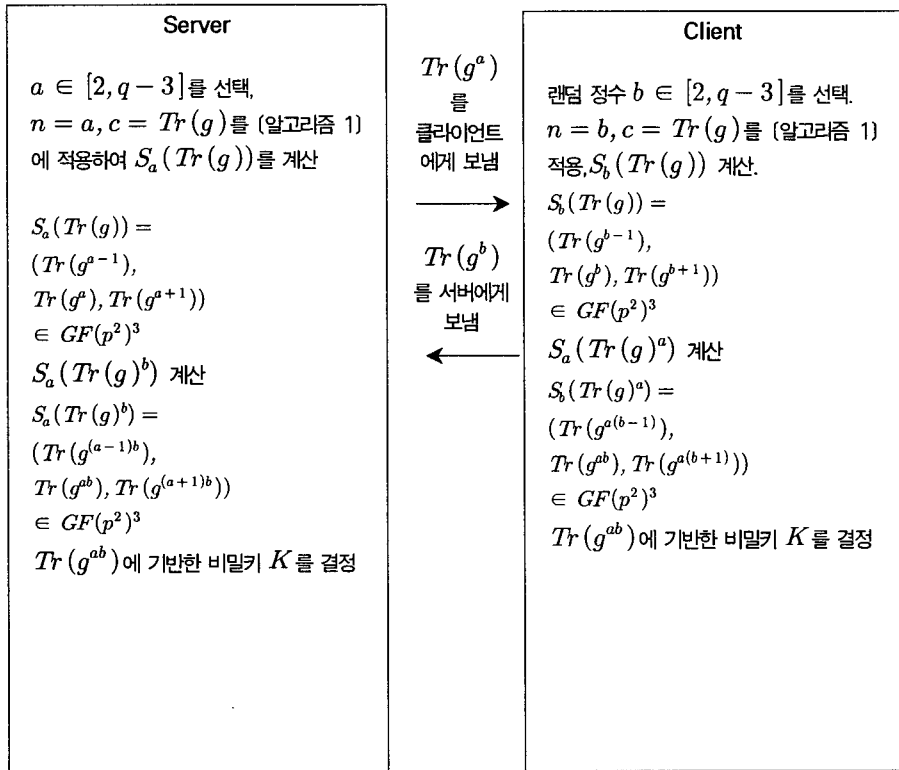 Server
a ∈ [2, q − 3]를 선택,
n = a, c = Tr(g)를 (알고리즘 1)
에 적용하여 S_a(Tr(g))를 계산
S_a(Tr(g)) =
(Tr(g^{a−1}),
Tr(g^a), Tr(g^{a+1}))
∈ GF(p^2)^3
S_a(Tr(g)^b) 계산
S_a(Tr(g)^b) =
(Tr(g^{(a−1)b}),
Tr(g^{ab}), Tr(g^{(a+1)b}))
∈ GF(p^2)^3
Tr(g^{ab})에 기반한 비밀키 K를 결정
Tr(g^a)
를
클라이언트
에게 보냄
Tr(g^b)
를 서버에게
보냄
Client
랜덤 정수 b ∈ [2, q − 3]를 선택.
n = b, c = Tr(g)를 (알고리즘 1)
적용, S_b(Tr(g)) 계산.
S_b(Tr(g)) =
(Tr(g^{b−1}),
Tr(g^b), Tr(g^{b+1}))
∈ GF(p^2)^3
S_a(Tr(g)^a) 계산
S_b(Tr(g)^a) =
(Tr(g^{a(b−1)}),
Tr(g^{ab}), Tr(g^{a(b+1)}))
∈ GF(p^2)^3
Tr(g^{ab})에 기반한 비밀키 K를 결정